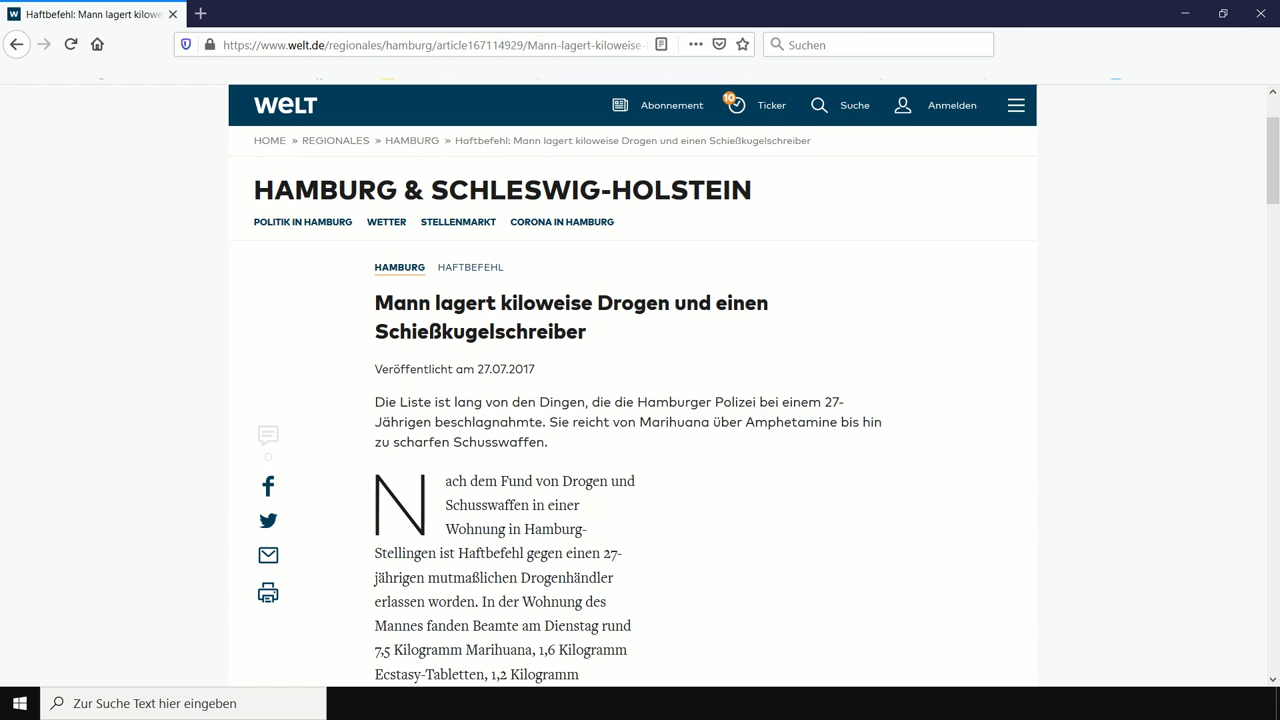 Haftbefehl: Mann lagert kilowe
https://www.welt.de/regionales/hamburg/article167114929/Mann-lagert-kiloweise-
Suchen
WELT
Abonnement
10
Ticker
Suche
Anmelden
HOME » REGIONALES » HAMBURG » Haftbefehl: Mann lagert kiloweise Drogen und einen Schießkugelschreiber
HAMBURG & SCHLESWIG-HOLSTEIN
POLITIK IN HAMBURG WETTER STELLENMARKT CORONA IN HAMBURG
HAMBURG HAFTBEFEHL
Mann lagert kiloweise Drogen und einen
Schießkugelschreiber
Veröffentlicht am 27.07.2017
Die Liste ist lang von den Dingen, die die Hamburger Polizei bei einem 27-
Jährigen beschlagnahmte. Sie reicht von Marihuana über Amphetamine bis hin
zu scharfen Schusswaffen.
0
Nach dem Fund von Drogen und
Schusswaffen in einer
Wohnung in Hamburg-
Stellingen ist Haftbefehl gegen einen 27-
jährigen mutmaßlichen Drogenhändler
erlassen worden. In der Wohnung des
Mannes fanden Beamte am Dienstag rund
7,5 Kilogramm Marihuana, 1,6 Kilogramm
Ecstasy-Tabletten, 1,2 Kilogramm
Zur Suche Text hier eingeben